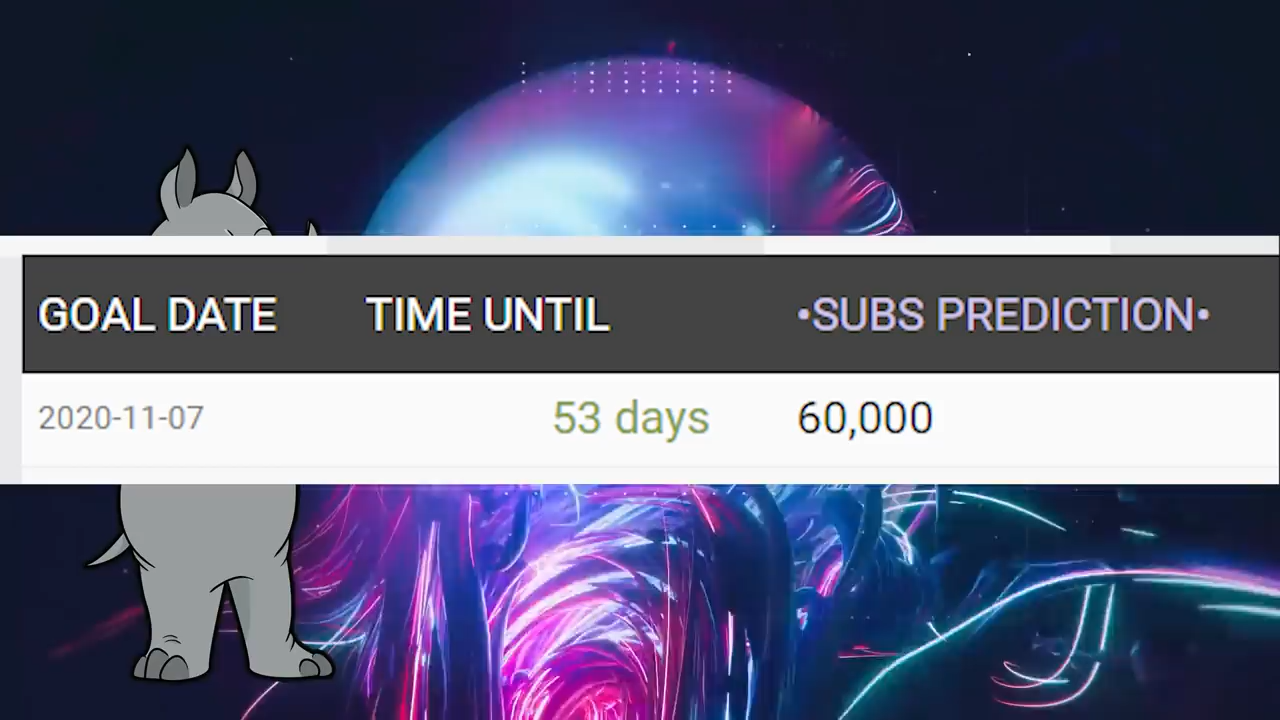 GOAL DATE TIME UNTIL •SUBS PREDICTION•
2020-11-07 53 days 60,000